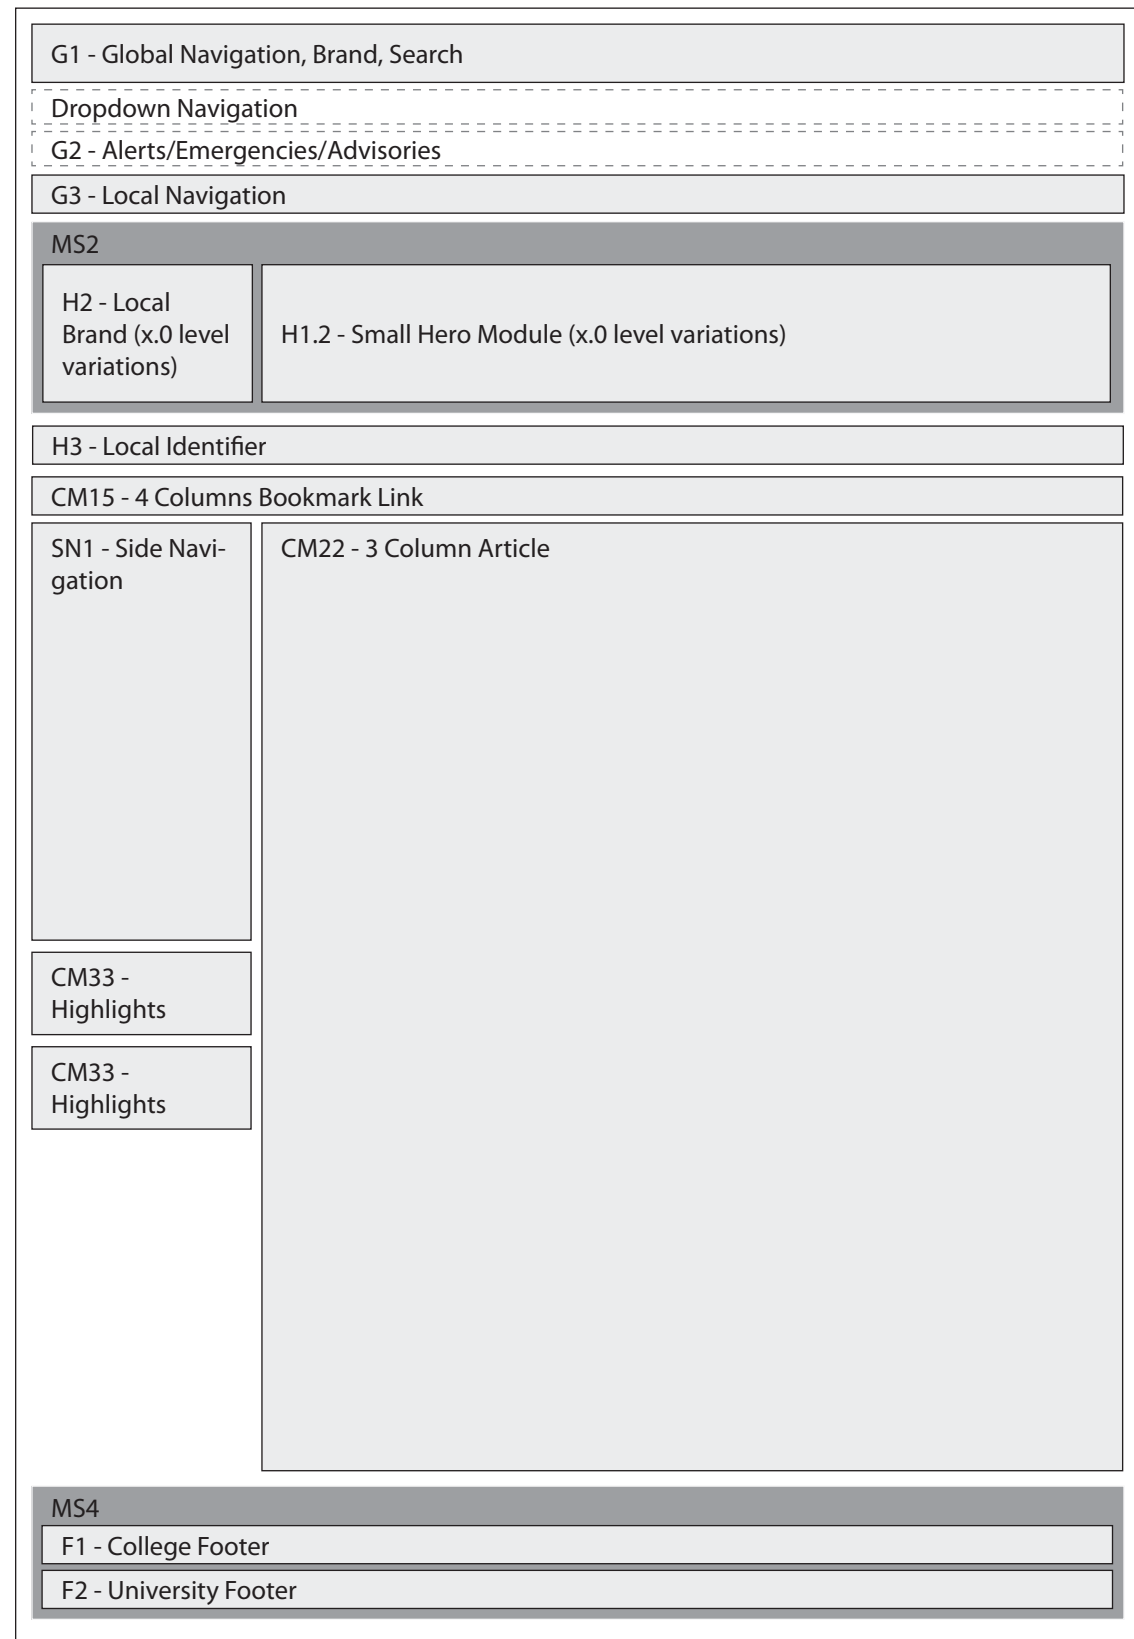 G1 - Global Navigation, Brand, Search
Dropdown Navigation
G2 - Alerts/Emergencies/Advisories
G3 - Local Navigation
MS2
H2 - Local
Brand (x.0 level
variations)
H1.2 - Small Hero Module (x.0 level variations)
H3 - Local Identifier
CM15 - 4 Columns Bookmark Link
SN1 - Side Navi-
gation
CM22 - 3 Column Article
CM33 -
Highlights
CM33 -
Highlights
MS4
F1 - College Footer
F2 - University Footer